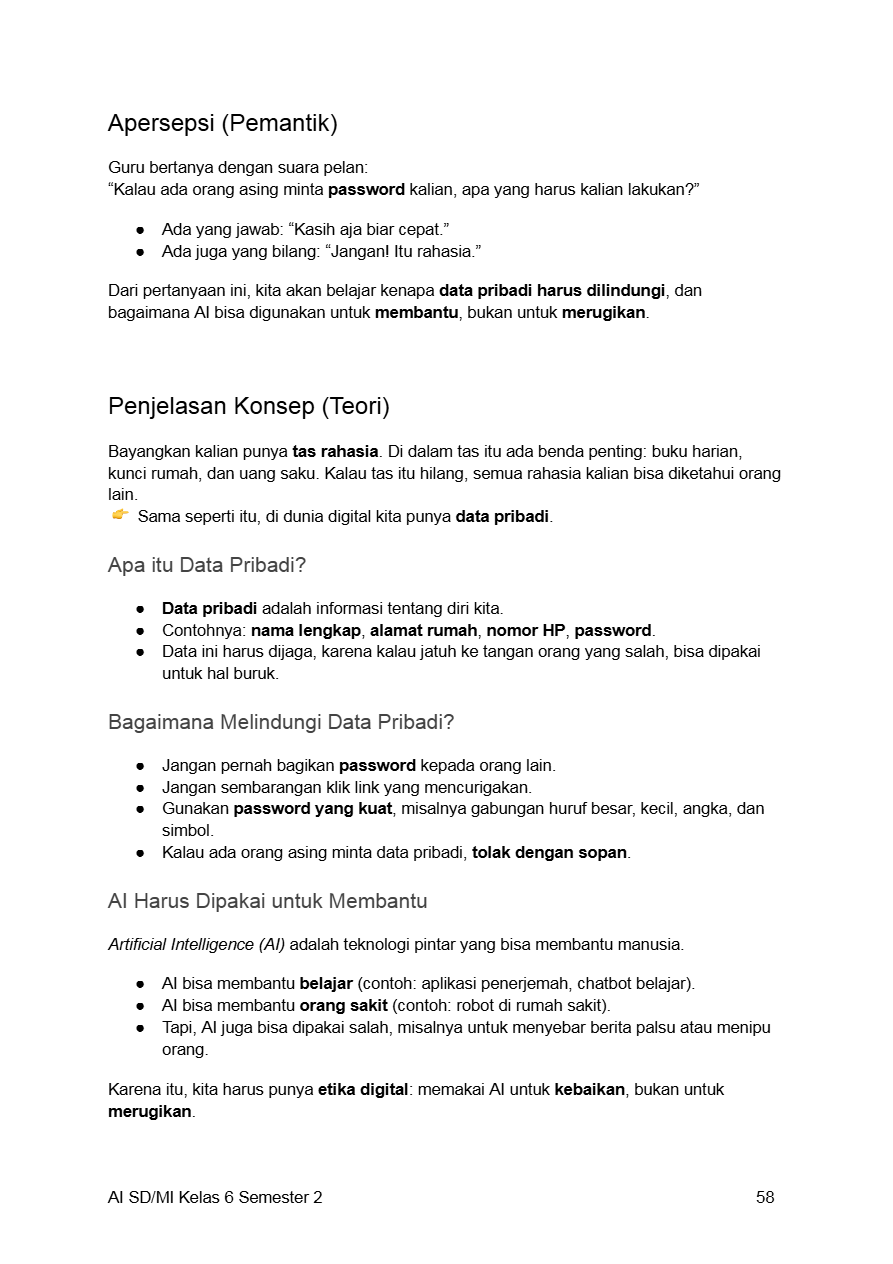 Apersepsi (Pemantik)
Guru bertanya dengan suara pelan:
“Kalau ada orang asing minta password kalian, apa yang harus kalian lakukan?”
● Ada yang jawab: “Kasih aja biar cepat.”
● Ada juga yang bilang: “Jangan! Itu rahasia.”
Dari pertanyaan ini, kita akan belajar kenapa data pribadi harus dilindungi, dan
bagaimana AI bisa digunakan untuk membantu, bukan untuk merugikan.
Penjelasan Konsep (Teori)
Bayangkan kalian punya tas rahasia. Di dalam tas itu ada benda penting: buku harian,
kunci rumah, dan uang saku. Kalau tas itu hilang, semua rahasia kalian bisa diketahui orang
lain.
👉 Sama seperti itu, di dunia digital kita punya data pribadi.
Apa itu Data Pribadi?
● Data pribadi adalah informasi tentang diri kita.
● Contohnya: nama lengkap, alamat rumah, nomor HP, password.
● Data ini harus dijaga, karena kalau jatuh ke tangan orang yang salah, bisa dipakai
untuk hal buruk.
Bagaimana Melindungi Data Pribadi?
● Jangan pernah bagikan password kepada orang lain.
● Jangan sembarangan klik link yang mencurigakan.
● Gunakan password yang kuat, misalnya gabungan huruf besar, kecil, angka, dan
simbol.
● Kalau ada orang asing minta data pribadi, tolak dengan sopan.
AI Harus Dipakai untuk Membantu
Artificial Intelligence (AI) adalah teknologi pintar yang bisa membantu manusia.
● AI bisa membantu belajar (contoh: aplikasi penerjemah, chatbot belajar).
● AI bisa membantu orang sakit (contoh: robot di rumah sakit).
● Tapi, AI juga bisa dipakai salah, misalnya untuk menyebar berita palsu atau menipu
orang.
Karena itu, kita harus punya etika digital: memakai AI untuk kebaikan, bukan untuk
merugikan.
AI SD/MI Kelas 6 Semester 2 58